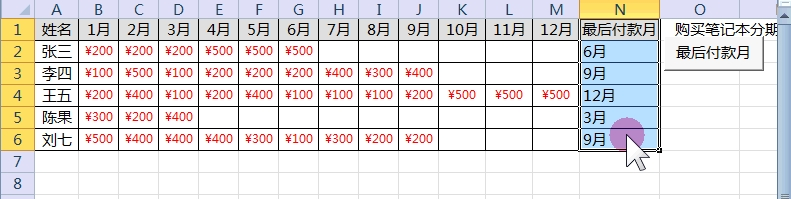 A B C D E F G H I J K L M N O
1 姓名 1月 2月 3月 4月 5月 6月 7月 8月 9月 10月 11月 12月 最后付款月 购买笔记本分期
2 张三 ¥200 ¥200 ¥200 ¥500 ¥500 ¥500 6月 最后付款月
3 李四 ¥100 ¥500 ¥100 ¥200 ¥200 ¥200 ¥400 ¥300 ¥400 9月
4 王五 ¥200 ¥400 ¥100 ¥200 ¥400 ¥100 ¥100 ¥100 ¥200 ¥500 ¥500 ¥500 12月
5 陈果 ¥300 ¥200 ¥400 3月
6 刘七 ¥500 ¥400 ¥400 ¥400 ¥300 ¥100 ¥300 ¥200 ¥200 9月
7
8